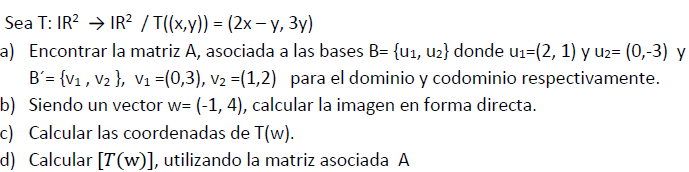 Sea T: IR² → IR² / T((x,y)) = (2x – y, 3y)
a) Encontrar la matriz A, asociada a las bases B= {u₁, u₂} donde u₁=(2, 1) y u₂= (0,-3) y
B´= {v₁ , v₂ }, v₁ =(0,3), v₂ =(1,2) para el dominio y codominio respectivamente.
b) Siendo un vector w= (-1, 4), calcular la imagen en forma directa.
c) Calcular las coordenadas de T(w).
d) Calcular [T(w)], utilizando la matriz asociada A